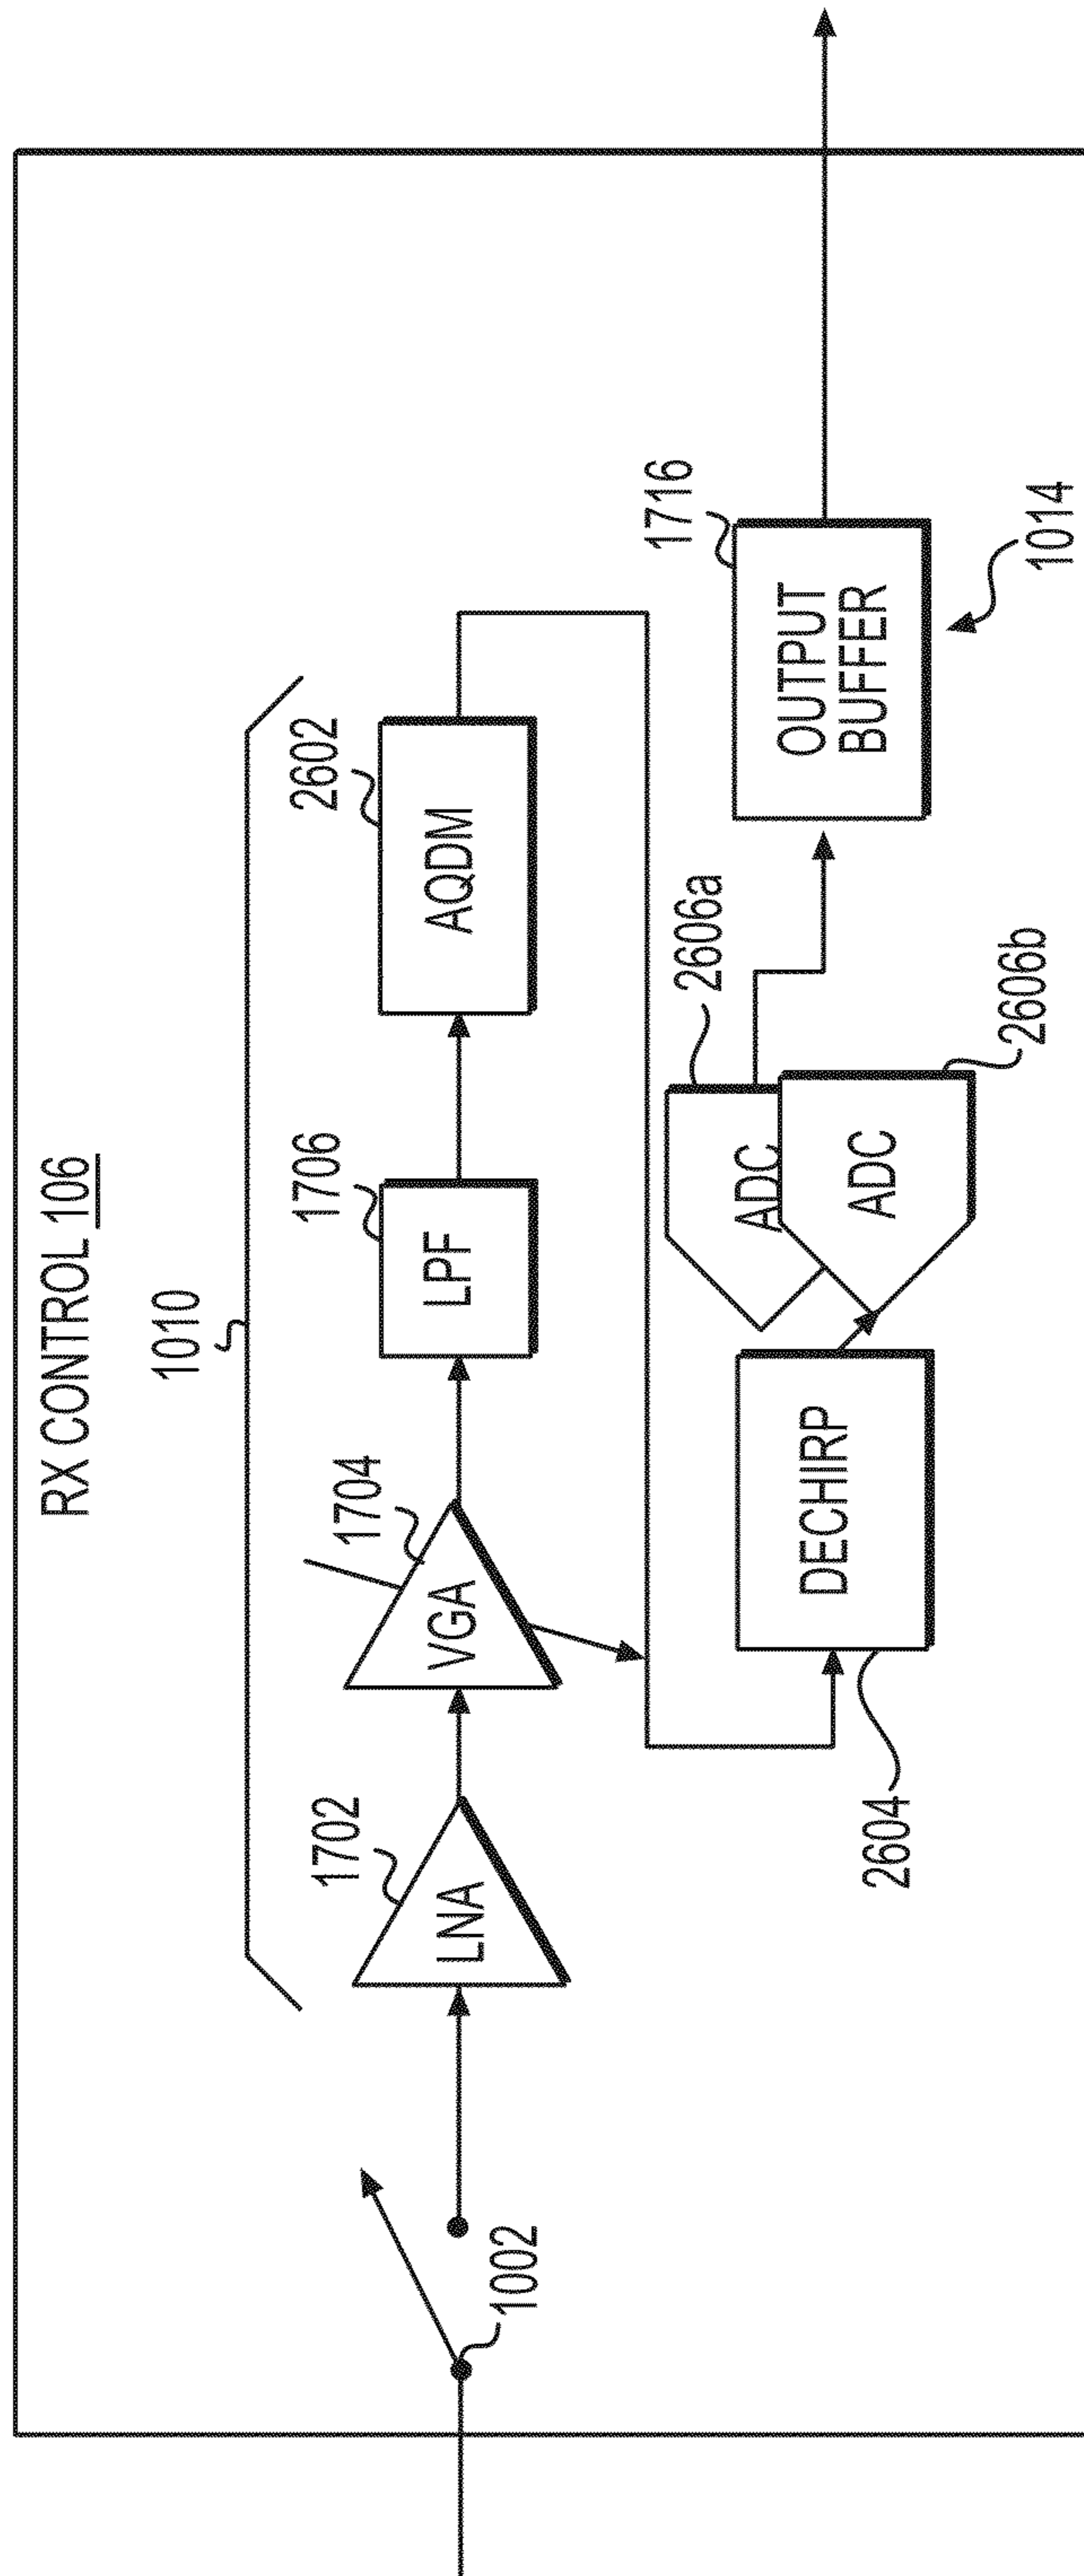 RX CONTROL 106
1010
1702
1704
1706
2602
LNA
VGA
LPF
AQDM
1002
2604
DECHIRP
2606a
ADC
ADC
2606b
1716
OUTPUT
BUFFER
1014